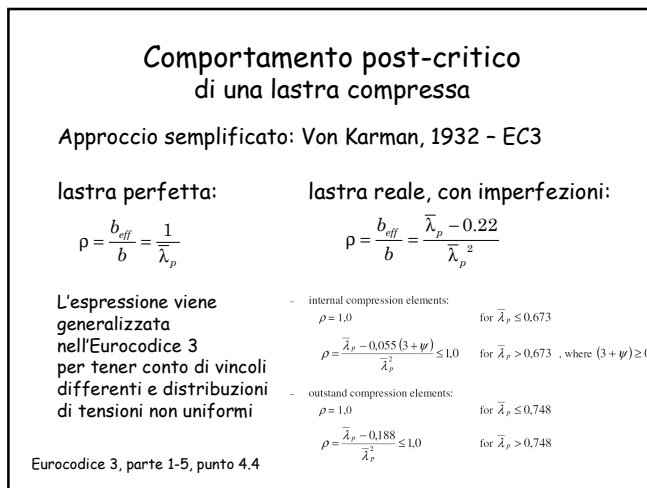 Comportamento post-critico
di una lastra compressa
Approccio semplificato: Von Karman, 1932 – EC3
lastra perfetta:
ρ = b_eff / b = 1 / λ̄_p
lastra reale, con imperfezioni:
ρ = b_eff / b = (λ̄_p − 0.22) / λ̄_p²
L'espressione viene
generalizzata
nell'Eurocodice 3
per tener conto di vincoli
differenti e distribuzioni
di tensioni non uniformi
– internal compression elements:
ρ = 1,0 for λ̄_p ≤ 0,673
ρ = (λ̄_p − 0,055 (3 + ψ)) / λ̄_p² ≤ 1,0 for λ̄_p > 0,673 , where (3 + ψ) ≥ 0
– outstand compression elements:
ρ = 1,0 for λ̄_p ≤ 0,748
ρ = (λ̄_p − 0,188) / λ̄_p² ≤ 1,0 for λ̄_p > 0,748
Eurocodice 3, parte 1-5, punto 4.4